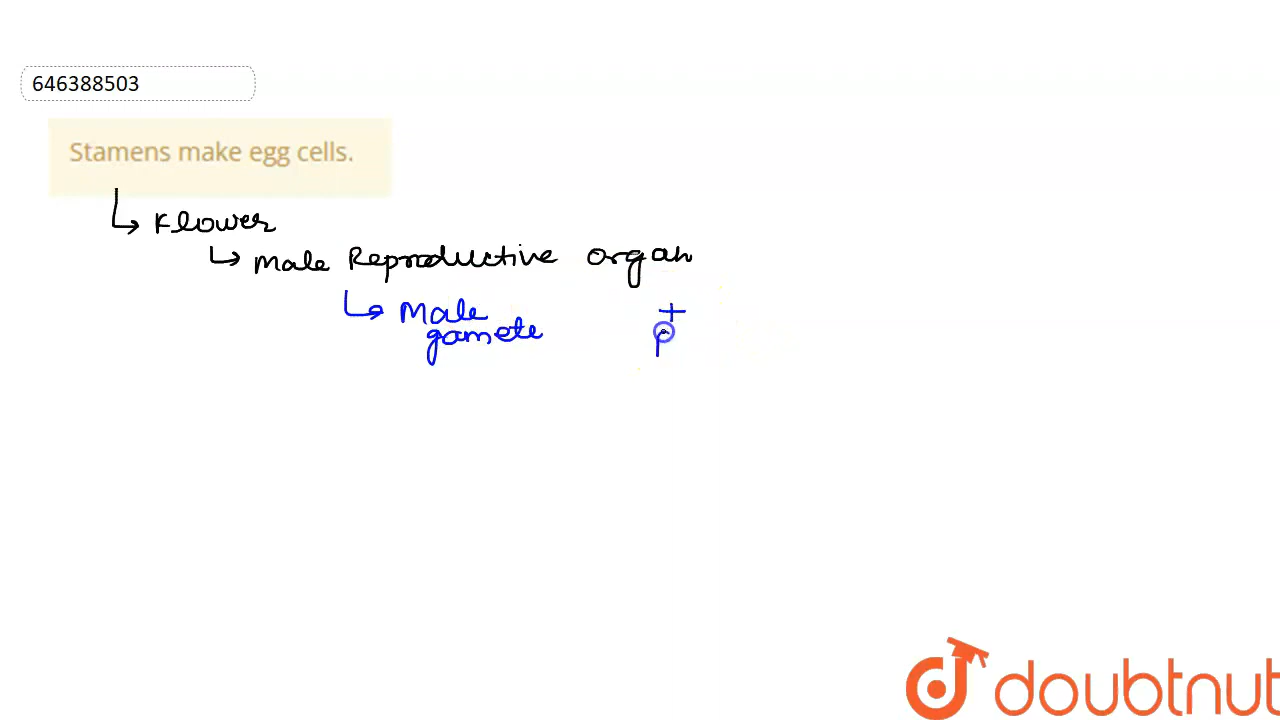 646388503
Stamens make egg cells.
Flower
Male Reproductive organ
Male
gamete
+
P
doubtnut